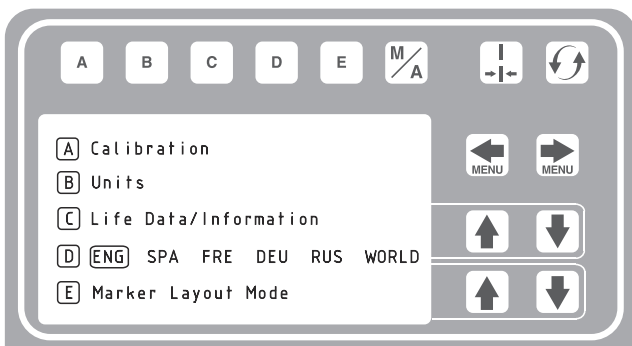 A B C D E M/A
MENU MENU
A Calibration
B Units
C Life Data/Information
D ENG SPA FRE DEU RUS WORLD
E Marker Layout Mode